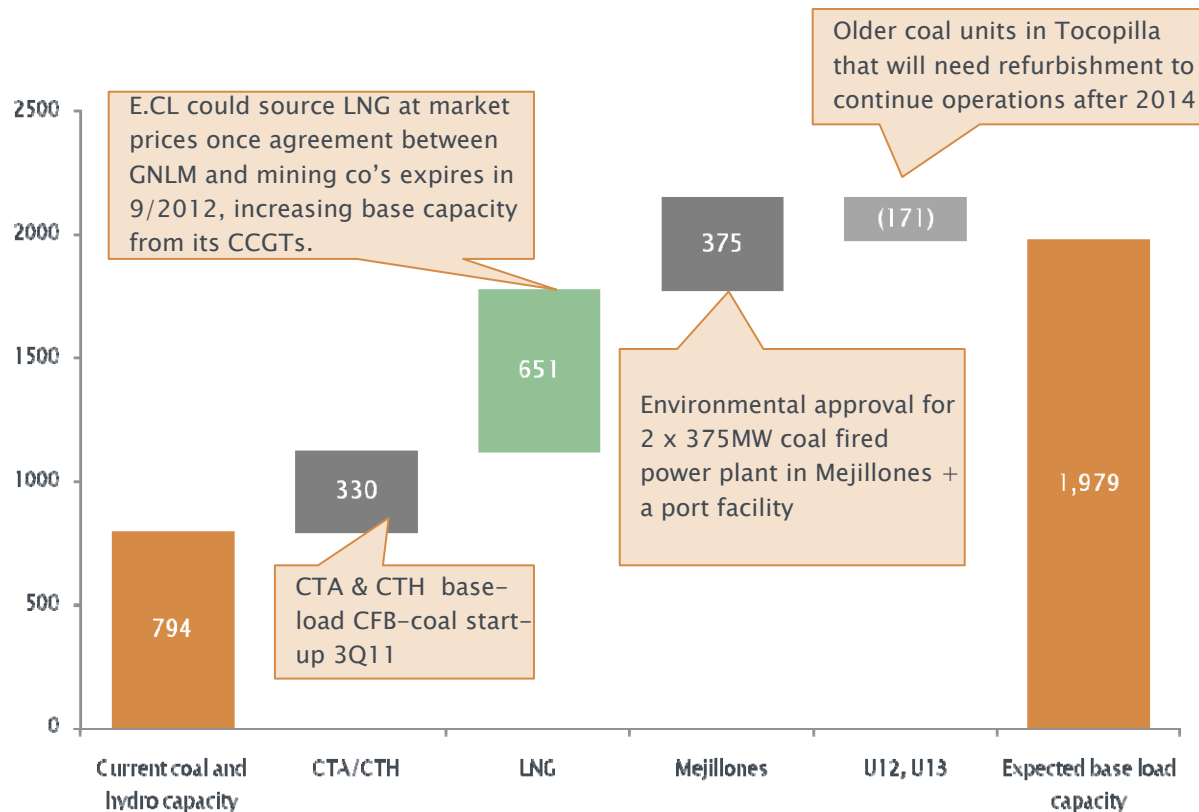 Older coal units in Tocopilla
that will need refurbishment to
continue operations after 2014
2500
E.CL could source LNG at market
prices once agreement between
GNLM and mining co’s expires in
9/2012, increasing base capacity
from its CCGTs.
2000
(171)
375
1500
651
Environmental approval for
2 x 375MW coal fired
power plant in Mejillones +
a port facility
1000
330
1,979
CTA & CTH base-
load CFB-coal start-
up 3Q11
500
794
0
Current coal and
hydro capacity
CTA/CTH
LNG
Mejillones
U12, U13
Expected base load
capacity